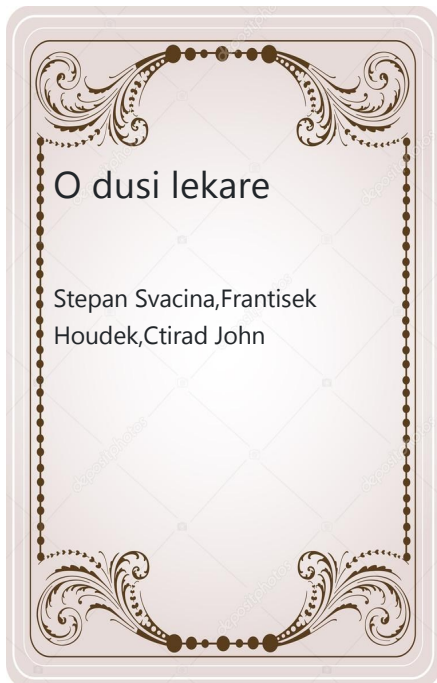 O dusi lekare
Stepan Svacina,Frantisek
Houdek,Ctirad John